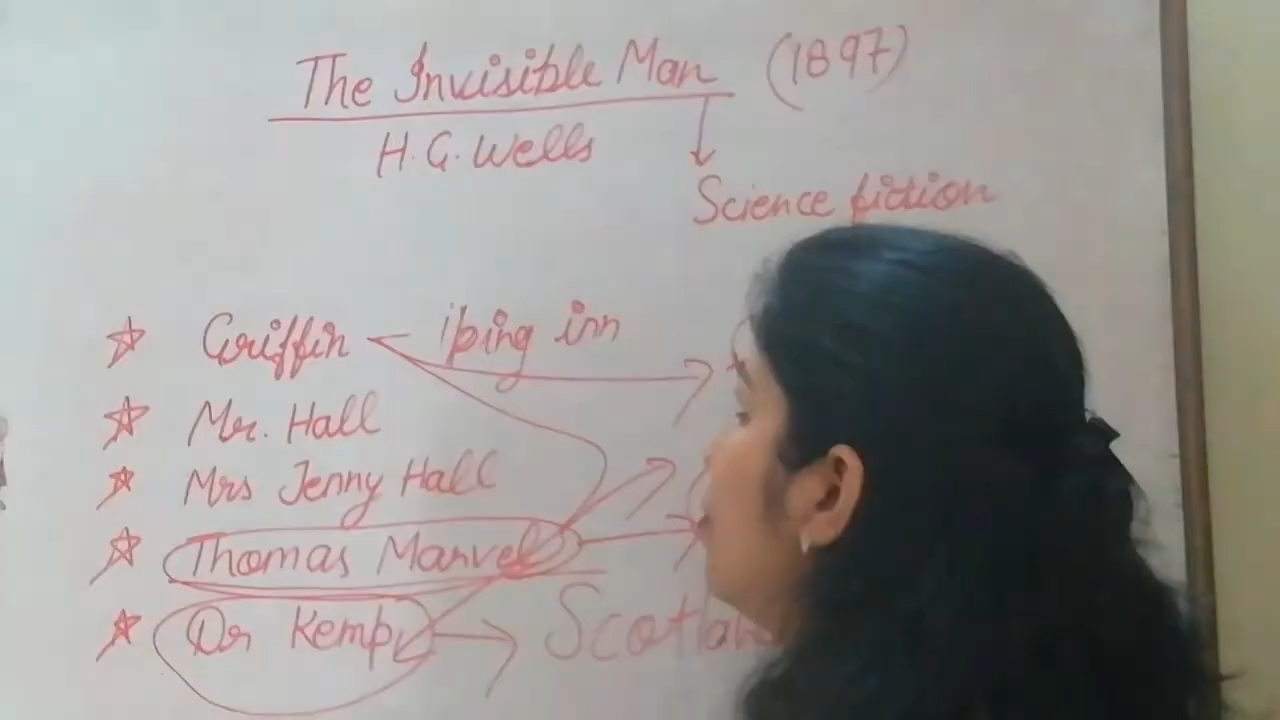 The Invisible Man (1897)
H.G. Wells
Science fiction
Griffin iping inn
Mr. Hall
Mrs Jenny Hall
Thomas Marvel
Dr Kemp